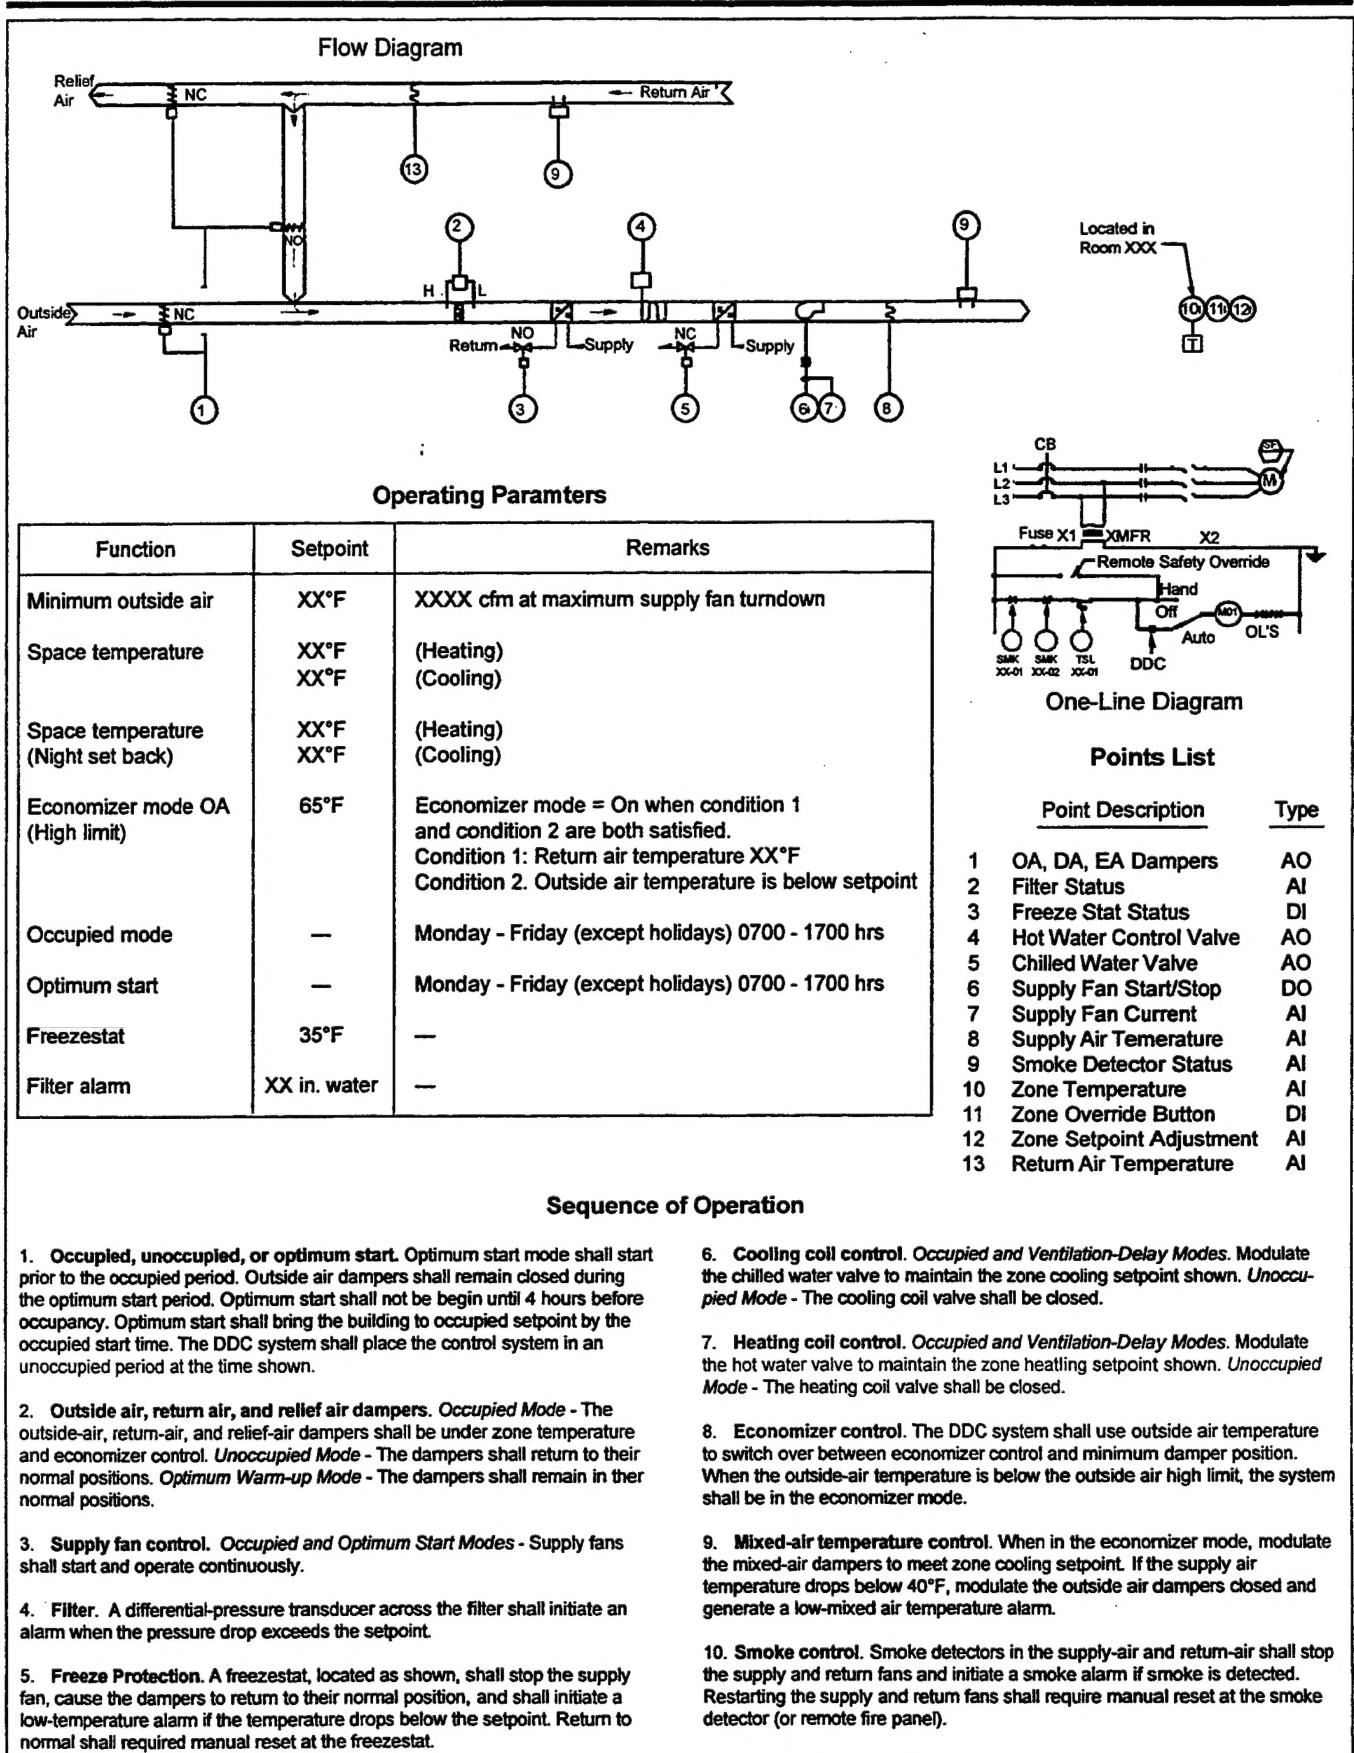 Flow Diagram
Relief
Air
NC
Return Air
13
9
NO
2
4
9
Located in
Room XXX
H
L
Outside
Air
NC
10 11 12
T
NO
Return
Supply
NC
Supply
1
3
5
6 7
8
CB
SF
L1
L2
L3
M
Operating Paramters
Fuse X1 XMFR X2
Remote Safety Override
Hand
Off
M01
Auto
OL'S
DDC
SMK
XX-01
SMK
XX-02
TSL
XX-01
One-Line Diagram
Function Setpoint Remarks
Minimum outside air XX°F XXXX cfm at maximum supply fan turndown
Space temperature XX°F (Heating)
XX°F (Cooling)
Space temperature XX°F (Heating)
(Night set back) XX°F (Cooling)
Economizer mode OA 65°F Economizer mode = On when condition 1
(High limit) and condition 2 are both satisfied.
Condition 1: Return air temperature XX°F
Condition 2. Outside air temperature is below setpoint
Occupied mode — Monday - Friday (except holidays) 0700 - 1700 hrs
Optimum start — Monday - Friday (except holidays) 0700 - 1700 hrs
Freezestat 35°F —
Filter alarm XX in. water —
Points List
Point Description Type
1 OA, DA, EA Dampers AO
2 Filter Status AI
3 Freeze Stat Status DI
4 Hot Water Control Valve AO
5 Chilled Water Valve AO
6 Supply Fan Start/Stop DO
7 Supply Fan Current AI
8 Supply Air Temerature AI
9 Smoke Detector Status AI
10 Zone Temperature AI
11 Zone Override Button DI
12 Zone Setpoint Adjustment AI
13 Return Air Temperature AI
Sequence of Operation
1. Occupied, unoccupied, or optimum start. Optimum start mode shall start
prior to the occupied period. Outside air dampers shall remain closed during
the optimum start period. Optimum start shall not be begin until 4 hours before
occupancy. Optimum start shall bring the building to occupied setpoint by the
occupied start time. The DDC system shall place the control system in an
unoccupied period at the time shown.
2. Outside air, return air, and relief air dampers. Occupied Mode - The
outside-air, return-air, and relief-air dampers shall be under zone temperature
and economizer control. Unoccupied Mode - The dampers shall return to their
normal positions. Optimum Warm-up Mode - The dampers shall remain in ther
normal positions.
3. Supply fan control. Occupied and Optimum Start Modes - Supply fans
shall start and operate continuously.
4. Filter. A differential-pressure transducer across the filter shall initiate an
alarm when the pressure drop exceeds the setpoint.
5. Freeze Protection. A freezestat, located as shown, shall stop the supply
fan, cause the dampers to return to their normal position, and shall initiate a
low-temperature alarm if the temperature drops below the setpoint. Return to
normal shall required manual reset at the freezestat.
6. Cooling coil control. Occupied and Ventilation-Delay Modes. Modulate
the chilled water valve to maintain the zone cooling setpoint shown. Unoccu-
pied Mode - The cooling coil valve shall be closed.
7. Heating coil control. Occupied and Ventilation-Delay Modes. Modulate
the hot water valve to maintain the zone heatling setpoint shown. Unoccupied
Mode - The heating coil valve shall be closed.
8. Economizer control. The DDC system shall use outside air temperature
to switch over between economizer control and minimum damper position.
When the outside-air temperature is below the outside air high limit, the system
shall be in the economizer mode.
9. Mixed-air temperature control. When in the economizer mode, modulate
the mixed-air dampers to meet zone cooling setpoint. If the supply air
temperature drops below 40°F, modulate the outside air dampers closed and
generate a low-mixed air temperature alarm.
10. Smoke control. Smoke detectors in the supply-air and return-air shall stop
the supply and return fans and initiate a smoke alarm if smoke is detected.
Restarting the supply and return fans shall require manual reset at the smoke
detector (or remote fire panel).